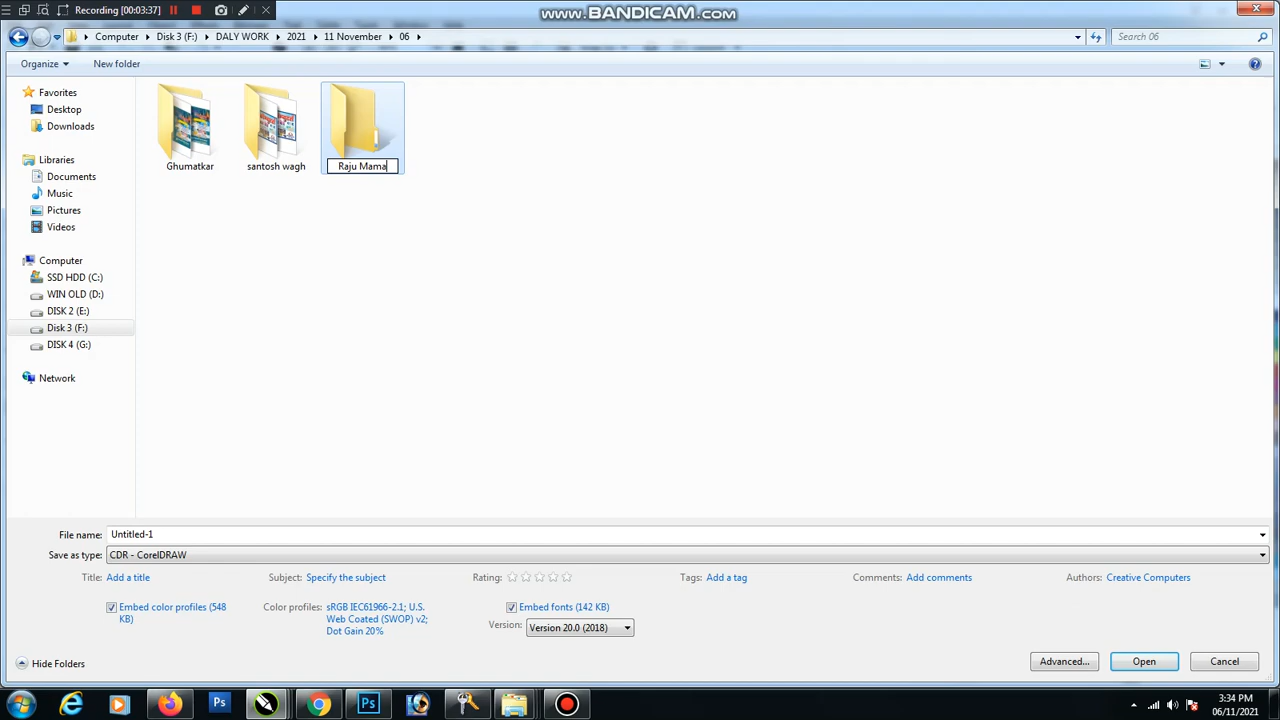 Recording [00:03:37]
www.BANDICAM.com
Computer Disk 3 (F:) DALY WORK 2021 11 November 06
Search 06
Organize
New folder
Favorites
Desktop
Downloads
Libraries
Documents
Music
Pictures
Videos
Computer
SSD HDD (C:)
WIN OLD (D:)
DISK 2 (E:)
Disk 3 (F:)
DISK 4 (G:)
Network
Ghumatkar
santosh wagh
Raju Mama
File name: Untitled-1
Save as type: CDR - CorelDRAW
Title: Add a title
Subject: Specify the subject
Rating:
Tags: Add a tag
Comments: Add comments
Authors: Creative Computers
Embed color profiles (548
KB)
Color profiles: sRGB IEC61966-2.1; U.S.
Web Coated (SWOP) v2;
Dot Gain 20%
Embed fonts (142 KB)
Version: Version 20.0 (2018)
Hide Folders
Advanced...
Open
Cancel
Ps
Ps
3:34 PM
06/11/2021